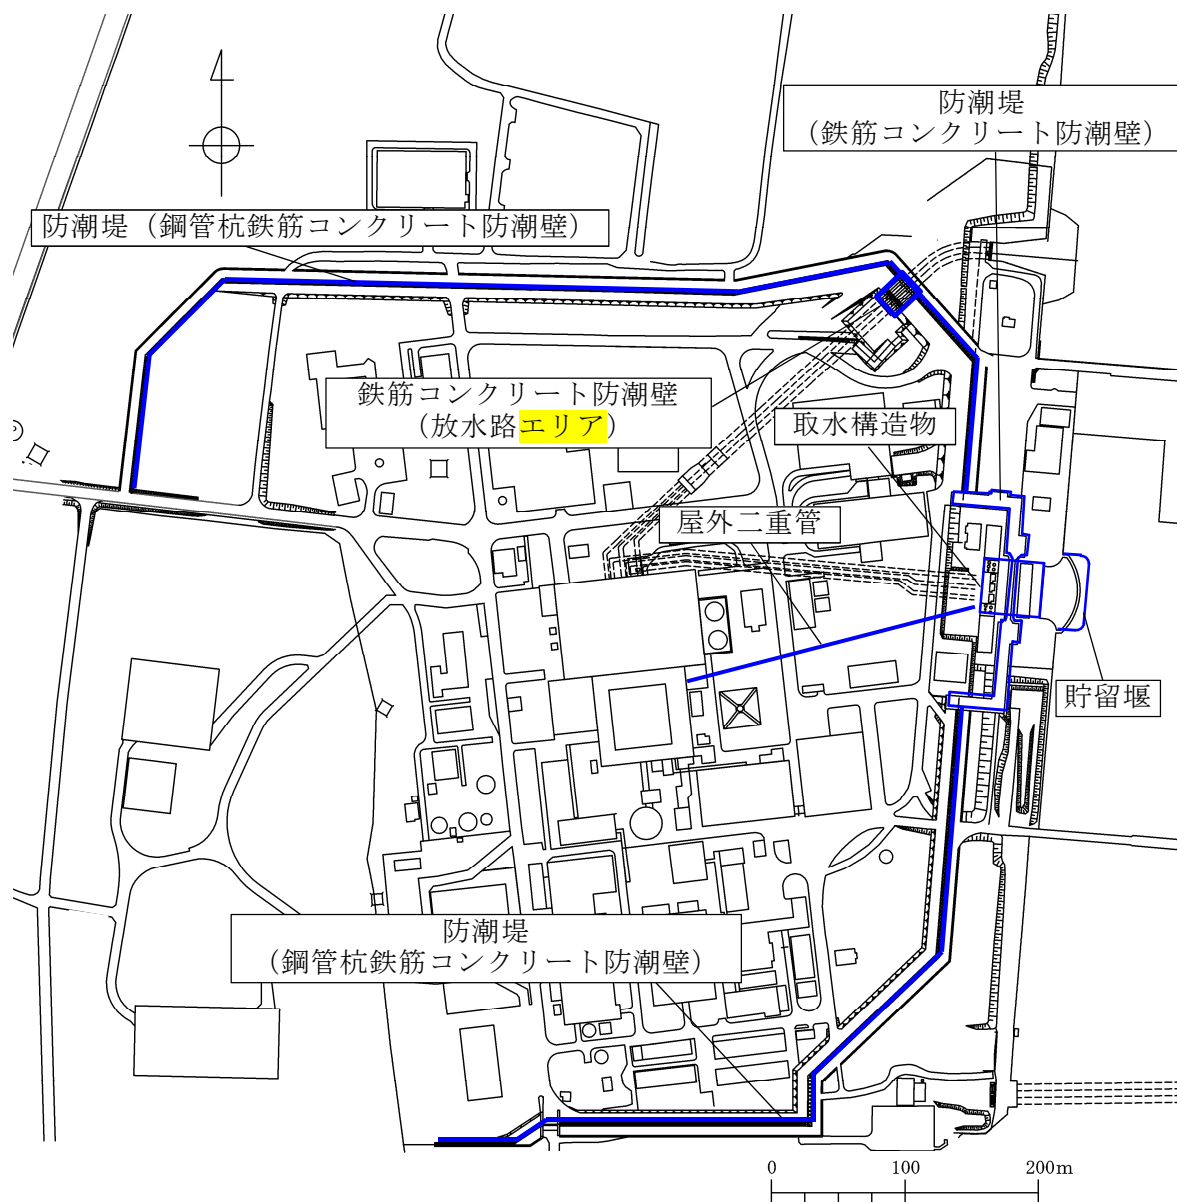 防潮堤
(鉄筋コンクリート防潮壁)
防潮堤(鋼管杭鉄筋コンクリート防潮壁)
鉄筋コンクリート防潮壁
(放水路エリア)
取水構造物
屋外二重管
貯留堰
防潮堤
(鋼管杭鉄筋コンクリート防潮壁)
0 100 200m